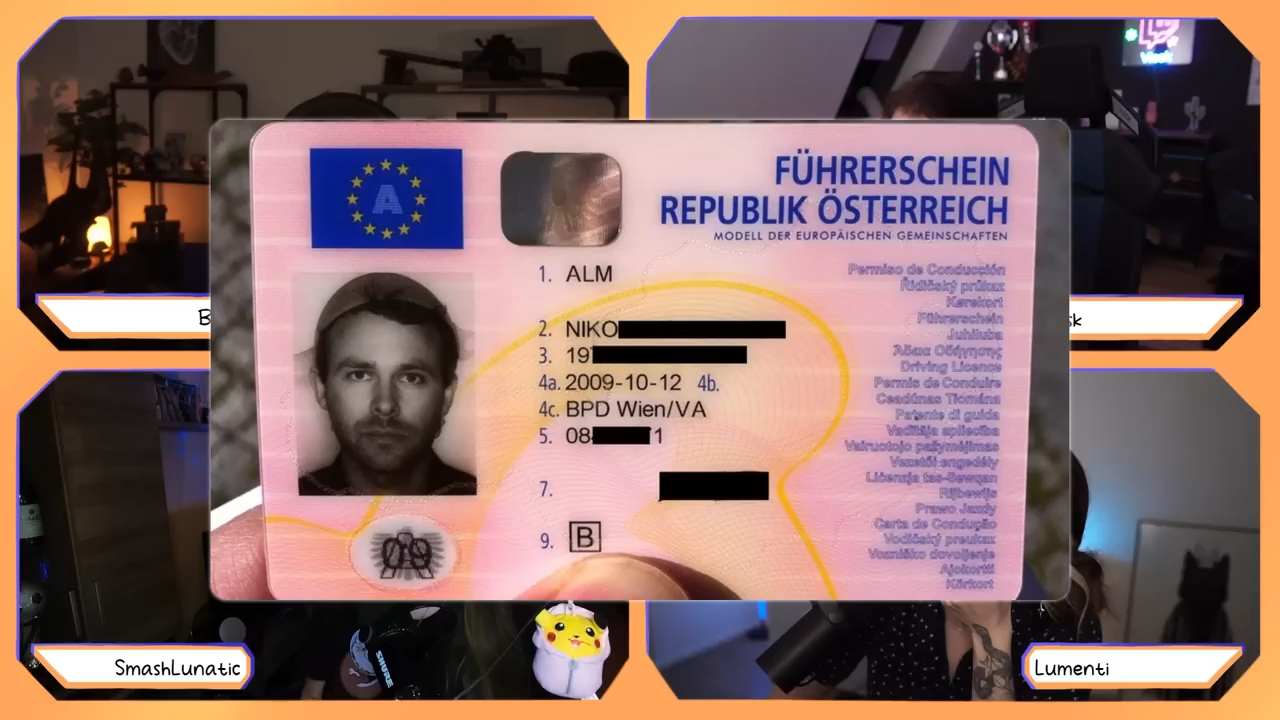 FÜHRERSCHEIN
REPUBLIK ÖSTERREICH
MODELL DER EUROPÄISCHEN GEMEINSCHAFTEN
A
1. ALM
2. NIKO
3. 19
4a. 2009-10-12 4b.
4c. BPD Wien/VA
5. 08 1
7.
9. B
09
Permiso de Conducción
Řidičský průkaz
Kørekort
Führerschein
Juhiluba
Άδεια Οδήγησης
Driving Licence
Permis de Conduire
Ceadúnas Tiomána
Patente di guida
Vadītāja apliecība
Vairuotojo pažymėjimas
Vezetői engedély
Liċenzja tas-Sewqan
Rijbewijs
Prawo Jazdy
Carta de Condução
Vodičský preukaz
Vozniško dovoljenje
Ajokortti
Körkort
SHURE
SmashLunatic
Lumenti